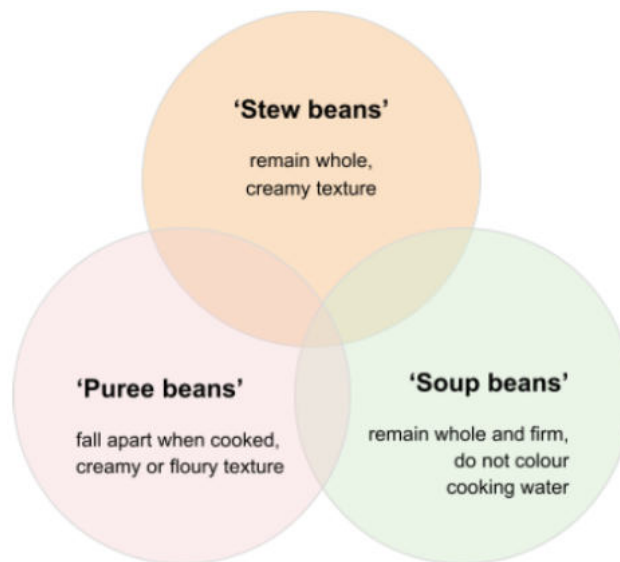 ‘Stew beans’
remain whole,
creamy texture
‘Puree beans’
fall apart when cooked,
creamy or floury texture
‘Soup beans’
remain whole and firm,
do not colour
cooking water